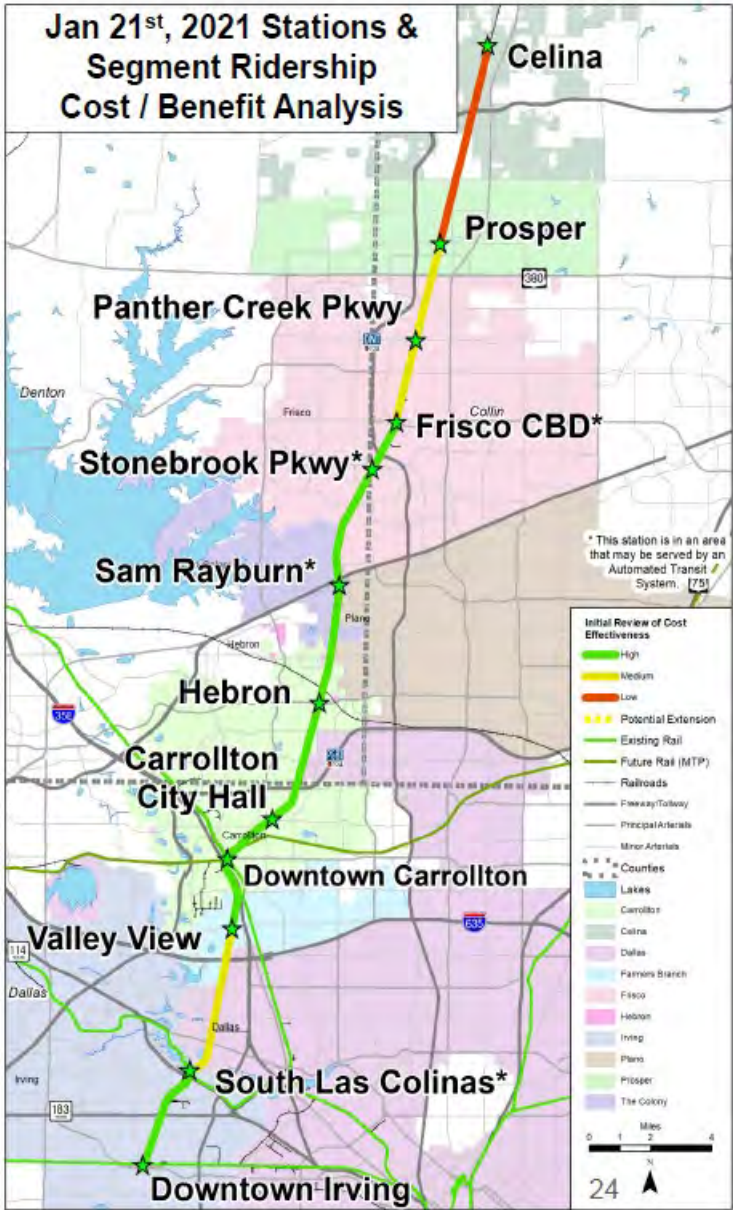 Jan 21st, 2021 Stations &
Segment Ridership
Cost / Benefit Analysis
Celina
Prosper
380
Panther Creek Pkwy
Denton
Frisco
Collin
Frisco CBD*
Stonebrook Pkwy*
* This station is in an area
that may be served by an
Automated Transit
System.
75
Sam Rayburn*
Plano
Hebron
Hebron
Carrollton
City Hall
Carrollton
Downtown Carrollton
Valley View
635
114
Dallas
Dallas
Irving
South Las Colinas*
183
Downtown Irving
Initial Review of Cost
Effectiveness
High
Medium
Low
Potential Extension
Existing Rail
Future Rail (MTP)
Railroads
Freeway/Tollway
Principal Arterials
Minor Arterials
Counties
Lakes
Carrollton
Celina
Dallas
Farmers Branch
Frisco
Hebron
Irving
Plano
Prosper
The Colony
Miles
0 1 2 4
N
24